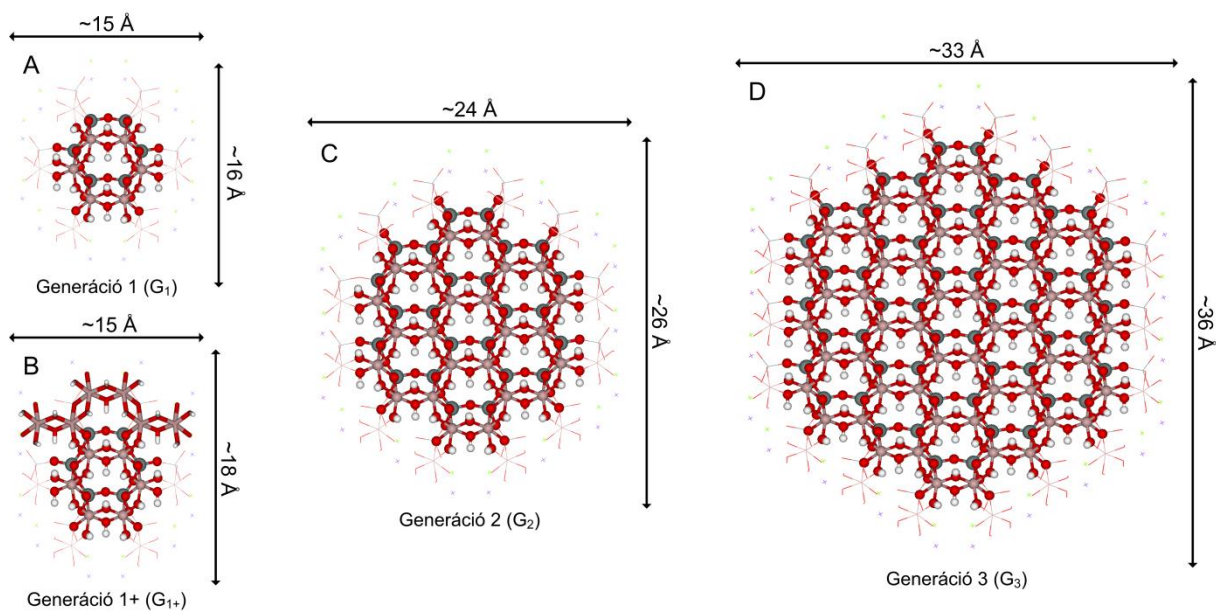 ~15 Å
A
~16 Å
Generáció 1 (G₁)
~15 Å
B
~18 Å
Generáció 1+ (G₁₊)
~24 Å
C
~26 Å
Generáció 2 (G₂)
~33 Å
D
~36 Å
Generáció 3 (G₃)